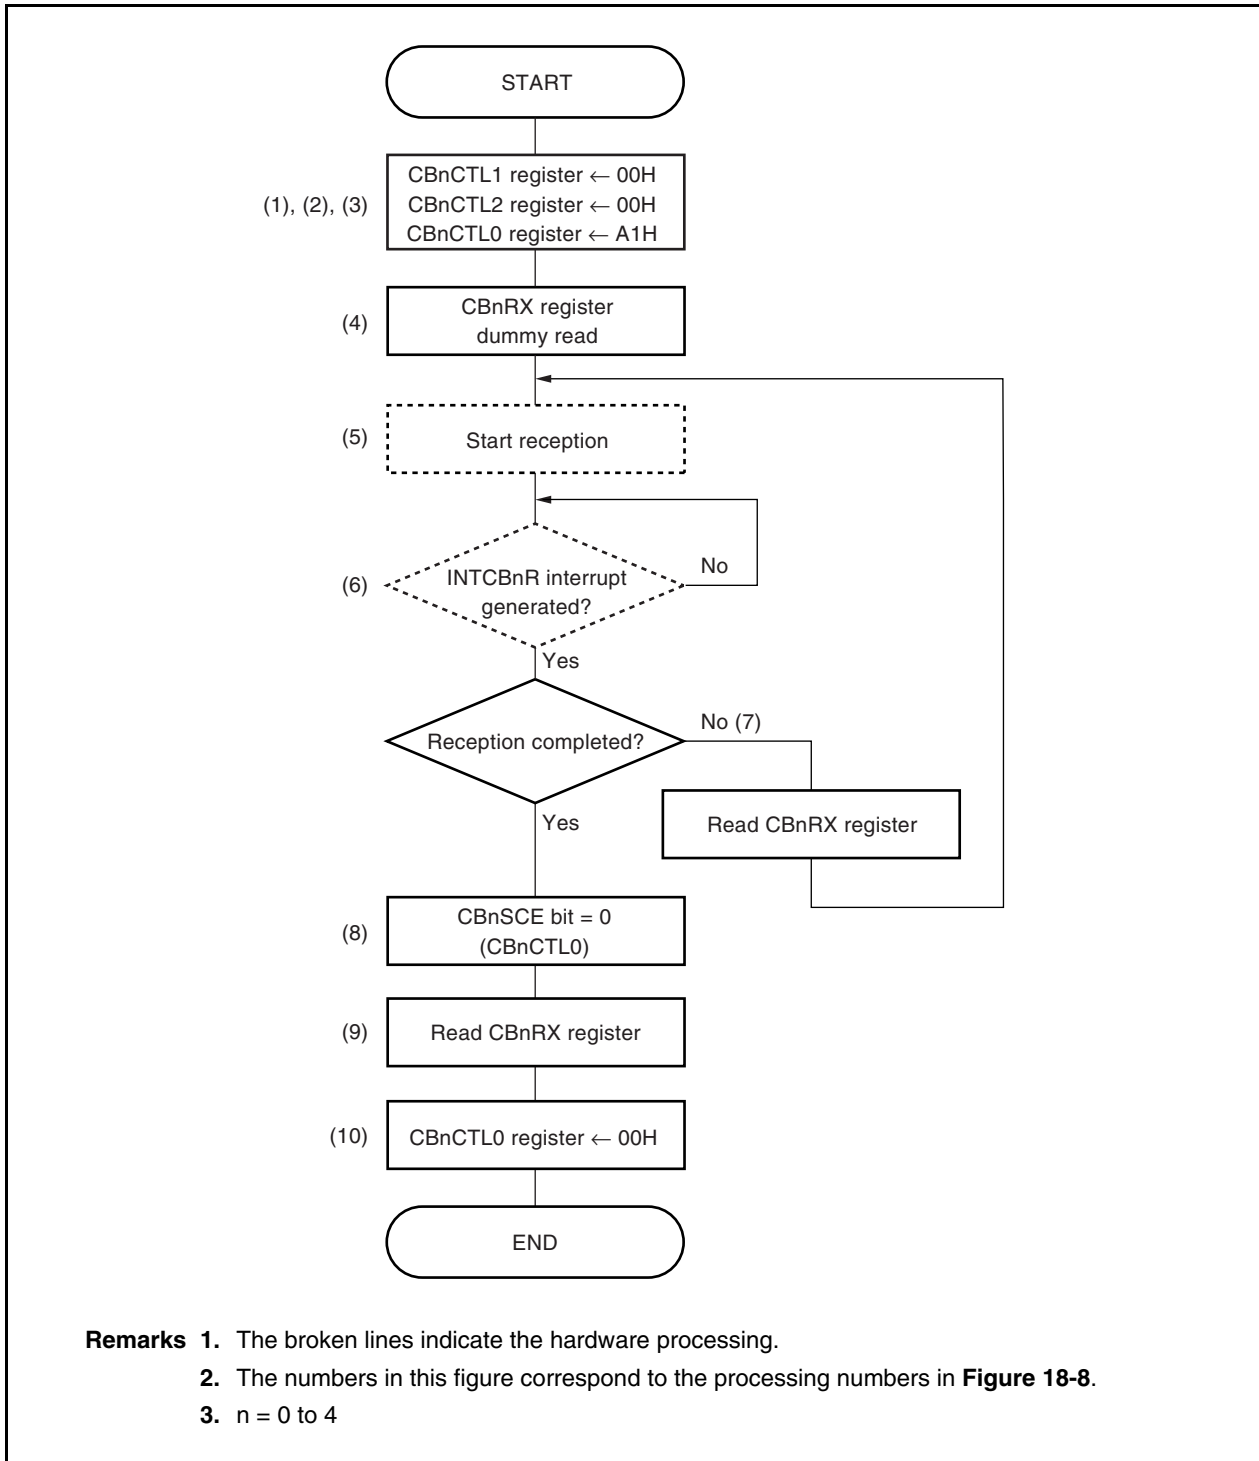 START
(1), (2), (3)
CBnCTL1 register ← 00H
CBnCTL2 register ← 00H
CBnCTL0 register ← A1H
(4)
CBnRX register
dummy read
(5)
Start reception
(6)
INTCBnR interrupt
generated?
No
Yes
Reception completed?
No (7)
Read CBnRX register
Yes
(8)
CBnSCE bit = 0
(CBnCTL0)
(9)
Read CBnRX register
(10)
CBnCTL0 register ← 00H
END
Remarks 1. The broken lines indicate the hardware processing.
2. The numbers in this figure correspond to the processing numbers in Figure 18-8.
3. n = 0 to 4